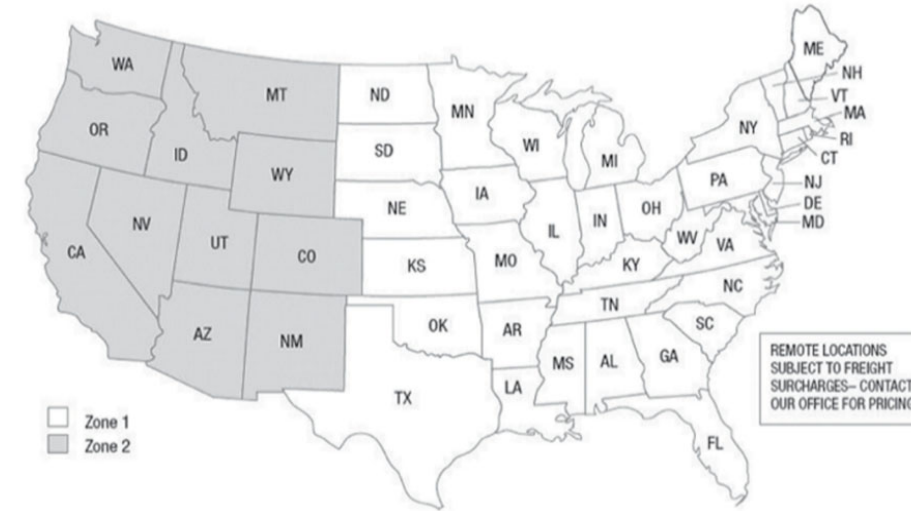 WA
MT
ND
MN
ME
NH
VT
MA
RI
CT
OR
ID
WY
SD
WI
MI
NY
PA
NJ
DE
MD
NE
IA
IL
IN
OH
WV
VA
CA
NV
UT
CO
KS
MO
KY
NC
AZ
NM
OK
AR
TN
SC
MS
AL
GA
TX
LA
FL
Zone 1
Zone 2
REMOTE LOCATIONS
SUBJECT TO FREIGHT
SURCHARGES– CONTACT
OUR OFFICE FOR PRICING